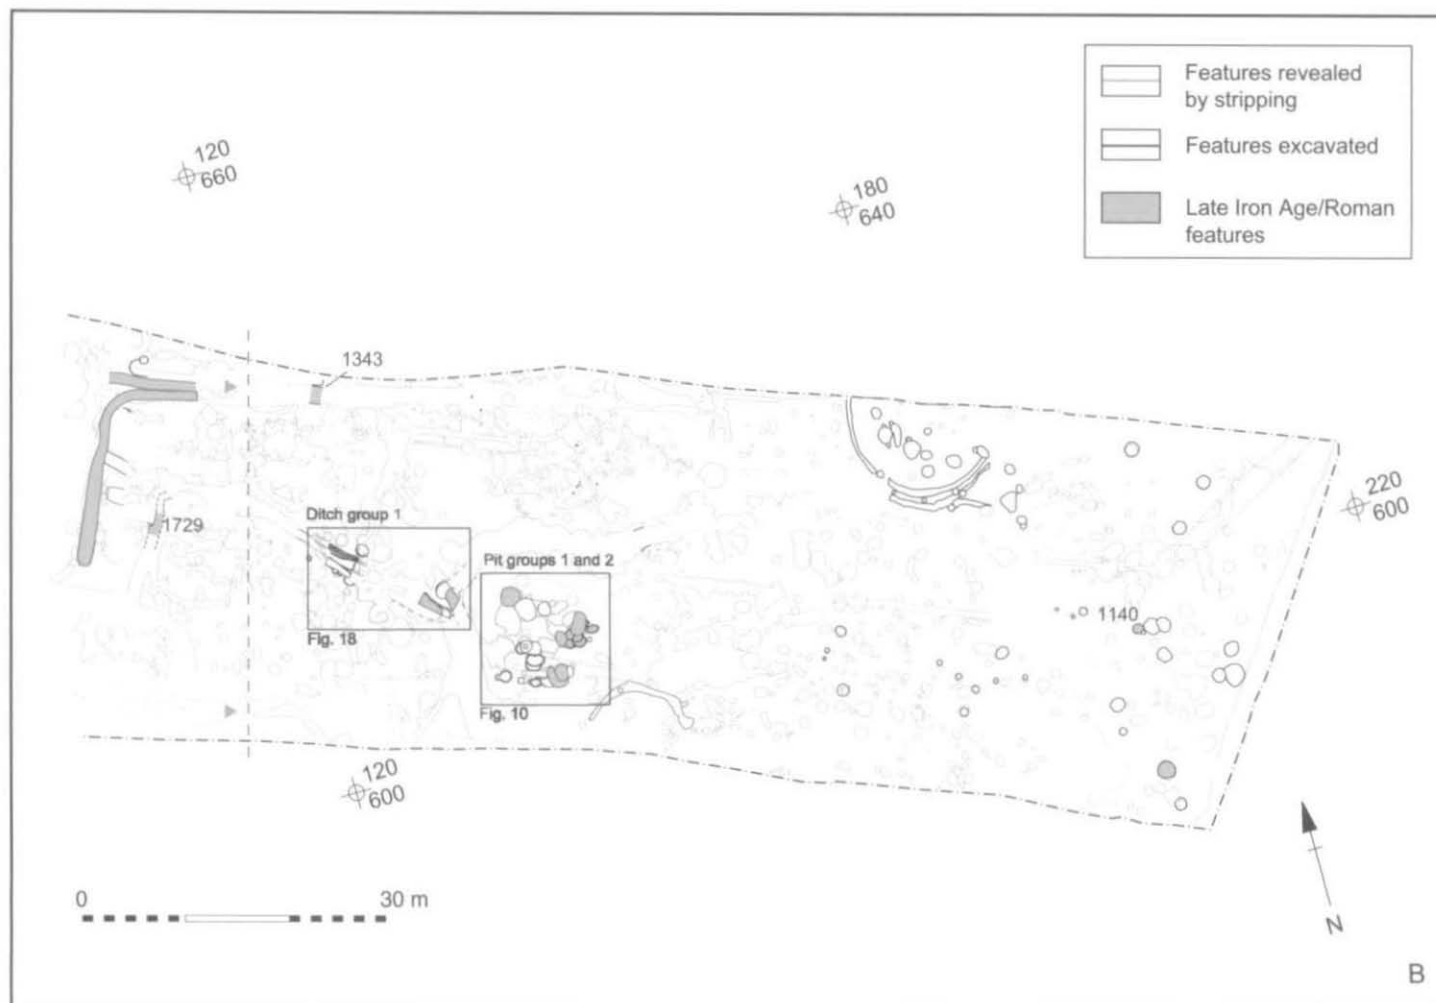 Features revealed
by stripping
Features excavated
Late Iron Age/Roman
features
120
660
180
640
1343
220
600
1729
Ditch group 1
Fig. 18
Pit groups 1 and 2
Fig. 10
1140
120
600
0 30 m
N
B